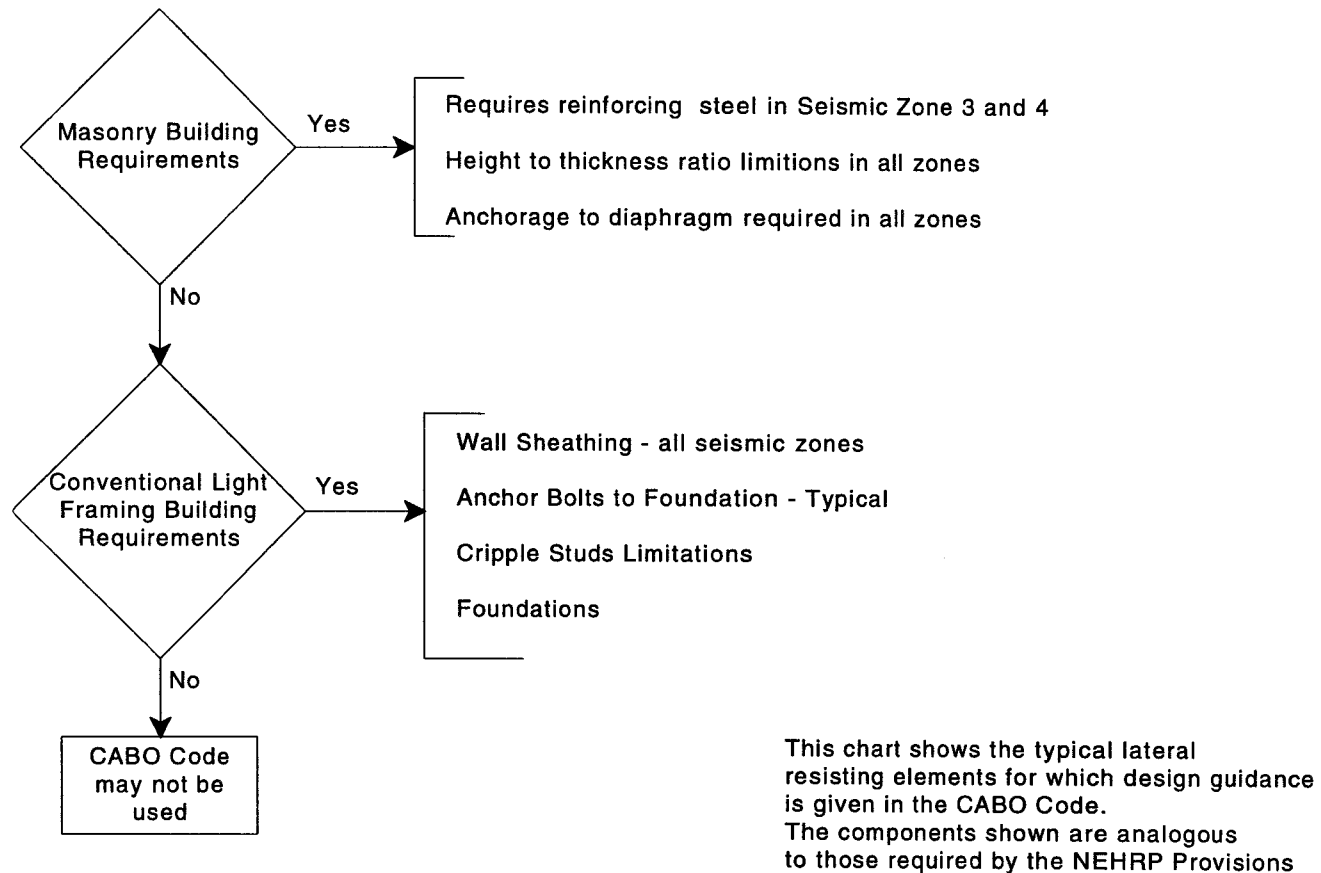 Masonry Building
Requirements
Yes
Requires reinforcing steel in Seismic Zone 3 and 4
Height to thickness ratio limitions in all zones
Anchorage to diaphragm required in all zones
No
Conventional Light
Framing Building
Requirements
Yes
Wall Sheathing - all seismic zones
Anchor Bolts to Foundation - Typical
Cripple Studs Limitations
Foundations
No
CABO Code
may not be
used
This chart shows the typical lateral
resisting elements for which design guidance
is given in the CABO Code.
The components shown are analogous
to those required by the NEHRP Provisions